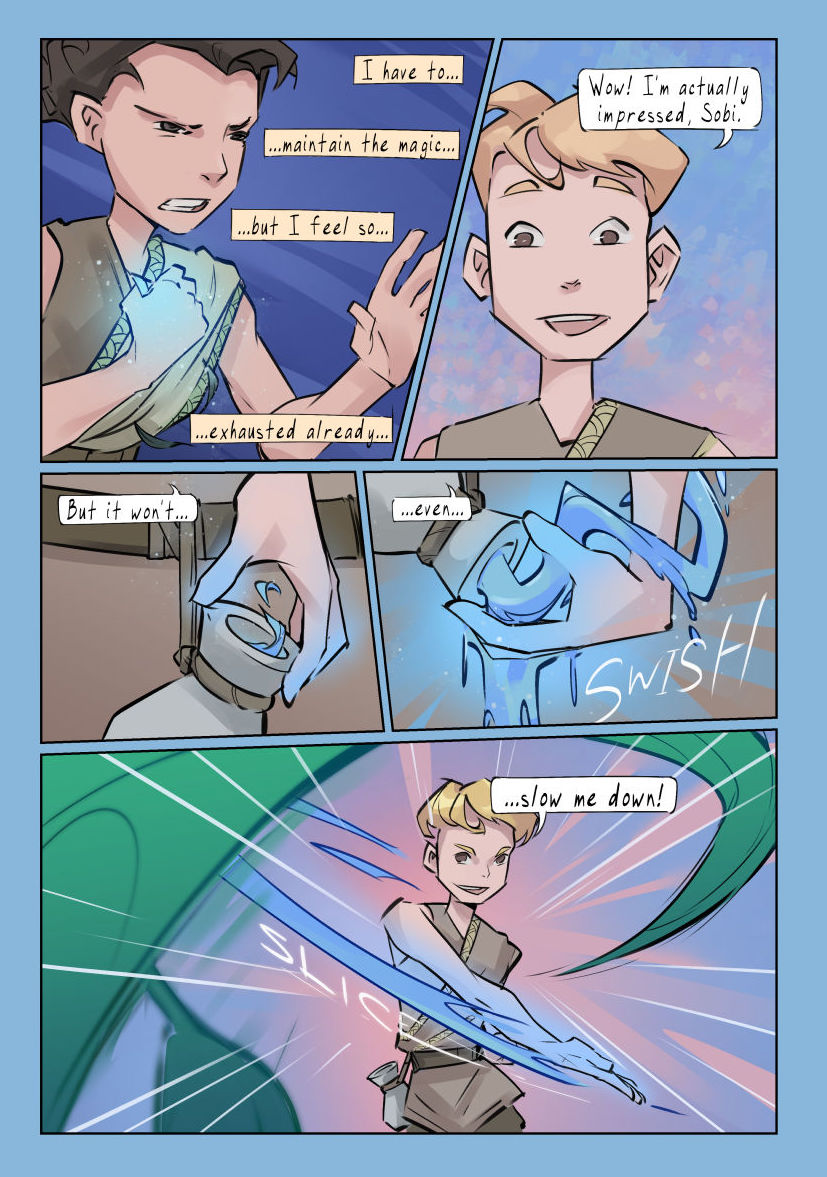 I have to...
...maintain the magic...
...but I feel so...
...exhausted already...
Wow! I'm actually
impressed, Sobi.
But it won't...
...even...
SWISH
...slow me down!
SLICE